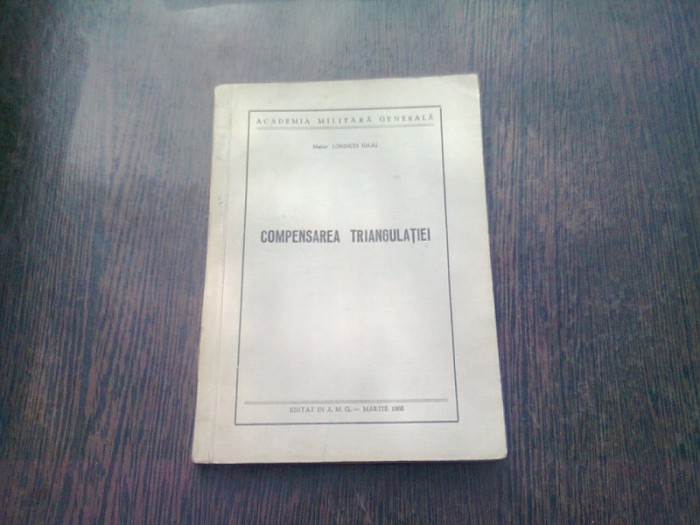 ACADEMIA MILITARĂ GENERALĂ
Maior
COMPENSAREA TRIANGULAȚIEI
EDITAT DE A. M. G. — MARTIE